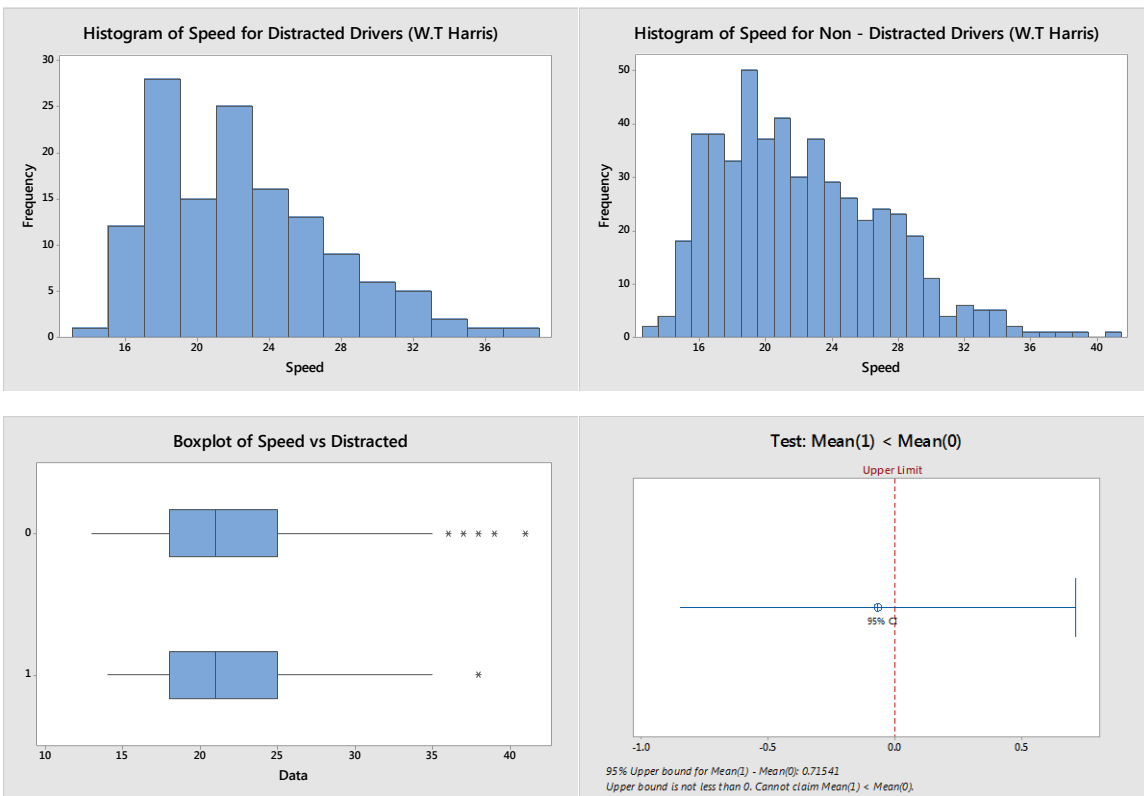 Histogram of Speed for Distracted Drivers (W.T Harris)
30
25
20
15
10
5
0
Frequency
16 20 24 28 32 36
Speed
Histogram of Speed for Non - Distracted Drivers (W.T Harris)
50
40
30
20
10
0
Frequency
16 20 24 28 32 36 40
Speed
Boxplot of Speed vs Distracted
0
1
10 15 20 25 30 35 40
Data
Test: Mean(1) < Mean(0)
Upper Limit
95% CI
-1.0 -0.5 0.0 0.5
95% Upper bound for Mean(1) - Mean(0): 0.71541
Upper bound is not less than 0. Cannot claim Mean(1) < Mean(0).